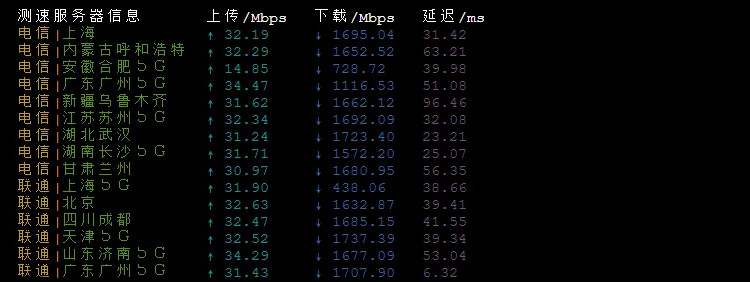 测速服务器信息 上传/Mbps 下载/Mbps 延迟/ms
电信|上海 ↑ 32.19 ↓ 1695.04 31.42
电信|内蒙古呼和浩特 ↑ 32.29 ↓ 1652.52 63.21
电信|安徽合肥5G ↑ 14.85 ↓ 728.72 39.98
电信|广东广州5G ↑ 34.47 ↓ 1116.53 51.08
电信|新疆乌鲁木齐 ↑ 31.62 ↓ 1662.12 96.46
电信|江苏苏州5G ↑ 32.34 ↓ 1692.09 32.08
电信|湖北武汉 ↑ 31.24 ↓ 1723.40 23.21
电信|湖南长沙5G ↑ 31.71 ↓ 1572.20 25.07
电信|甘肃兰州 ↑ 30.97 ↓ 1680.95 56.35
联通|上海5G ↑ 31.90 ↓ 438.06 38.66
联通|北京 ↑ 32.63 ↓ 1632.87 39.41
联通|四川成都 ↑ 32.47 ↓ 1685.15 41.55
联通|天津5G ↑ 32.52 ↓ 1737.39 39.34
联通|山东济南5G ↑ 34.29 ↓ 1677.09 53.04
联通|广东广州5G ↑ 31.43 ↓ 1707.90 6.32